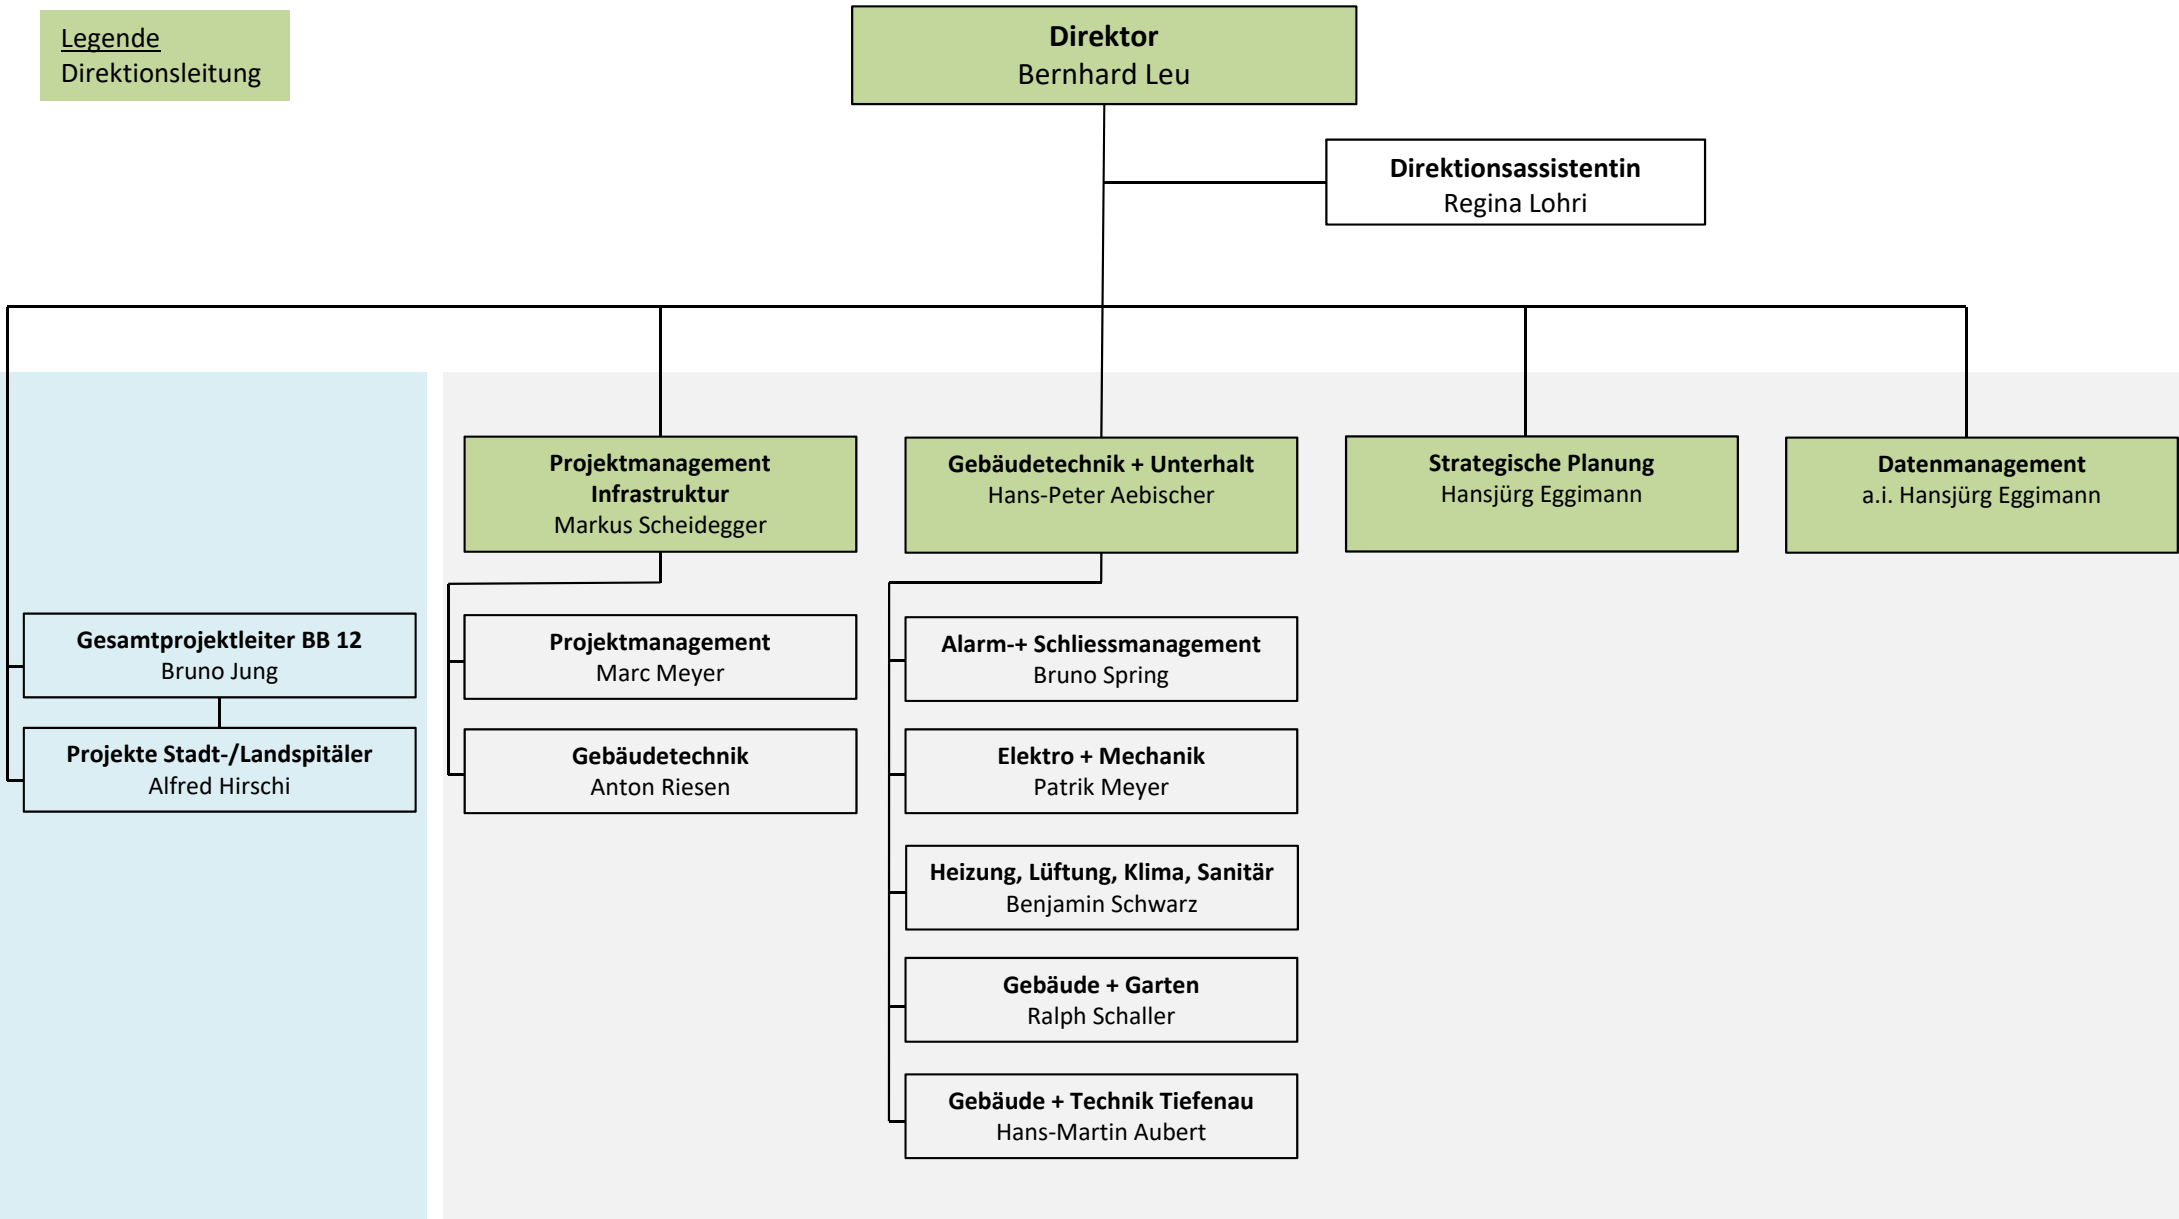 Legende
Direktionsleitung
Direktor
Bernhard Leu
Direktionsassistentin
Regina Lohri
Projektmanagement
Infrastruktur
Markus Scheidegger
Gebäudetechnik + Unterhalt
Hans-Peter Aebischer
Strategische Planung
Hansjürg Eggimann
Datenmanagement
a.i. Hansjürg Eggimann
Gesamtprojektleiter BB 12
Bruno Jung
Projekte Stadt-/Landspitäler
Alfred Hirschi
Projektmanagement
Marc Meyer
Gebäudetechnik
Anton Riesen
Alarm-+ Schliessmanagement
Bruno Spring
Elektro + Mechanik
Patrik Meyer
Heizung, Lüftung, Klima, Sanitär
Benjamin Schwarz
Gebäude + Garten
Ralph Schaller
Gebäude + Technik Tiefenau
Hans-Martin Aubert